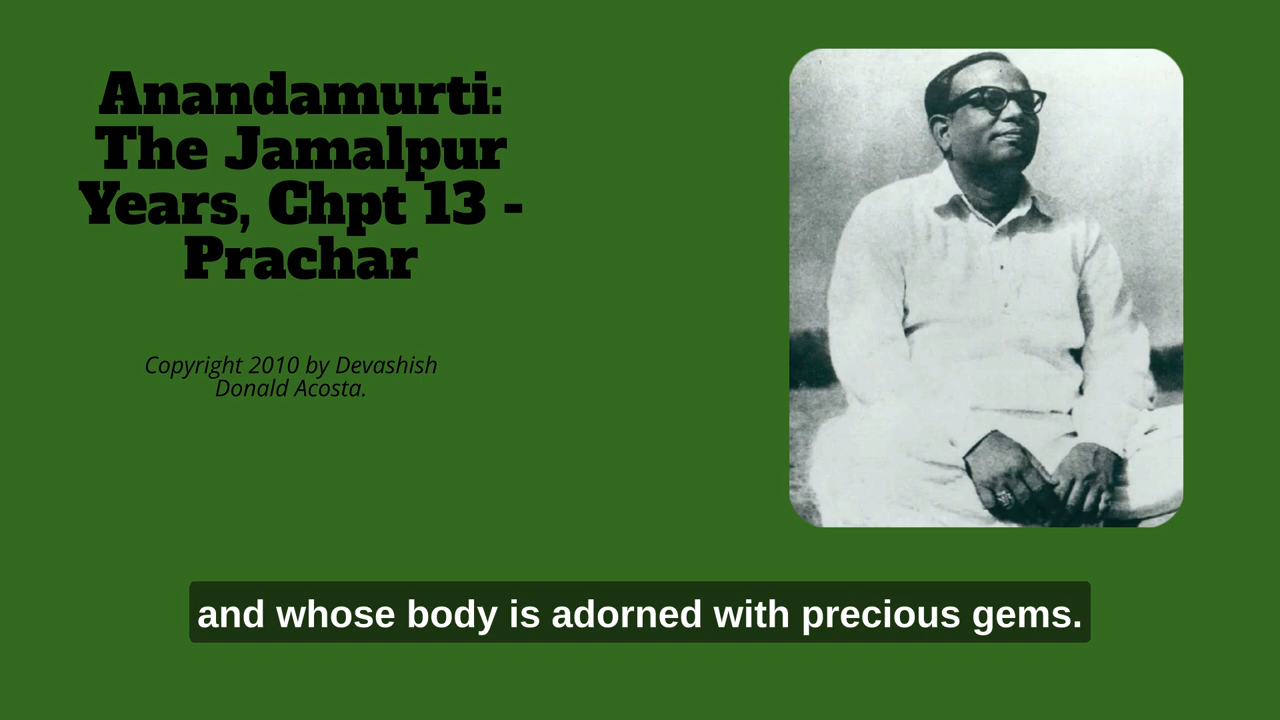 Anandamurti:
The Jamalpur
Years, Chpt 13 -
Prachar
Copyright 2010 by Devashish
Donald Acosta.
and whose body is adorned with precious gems.